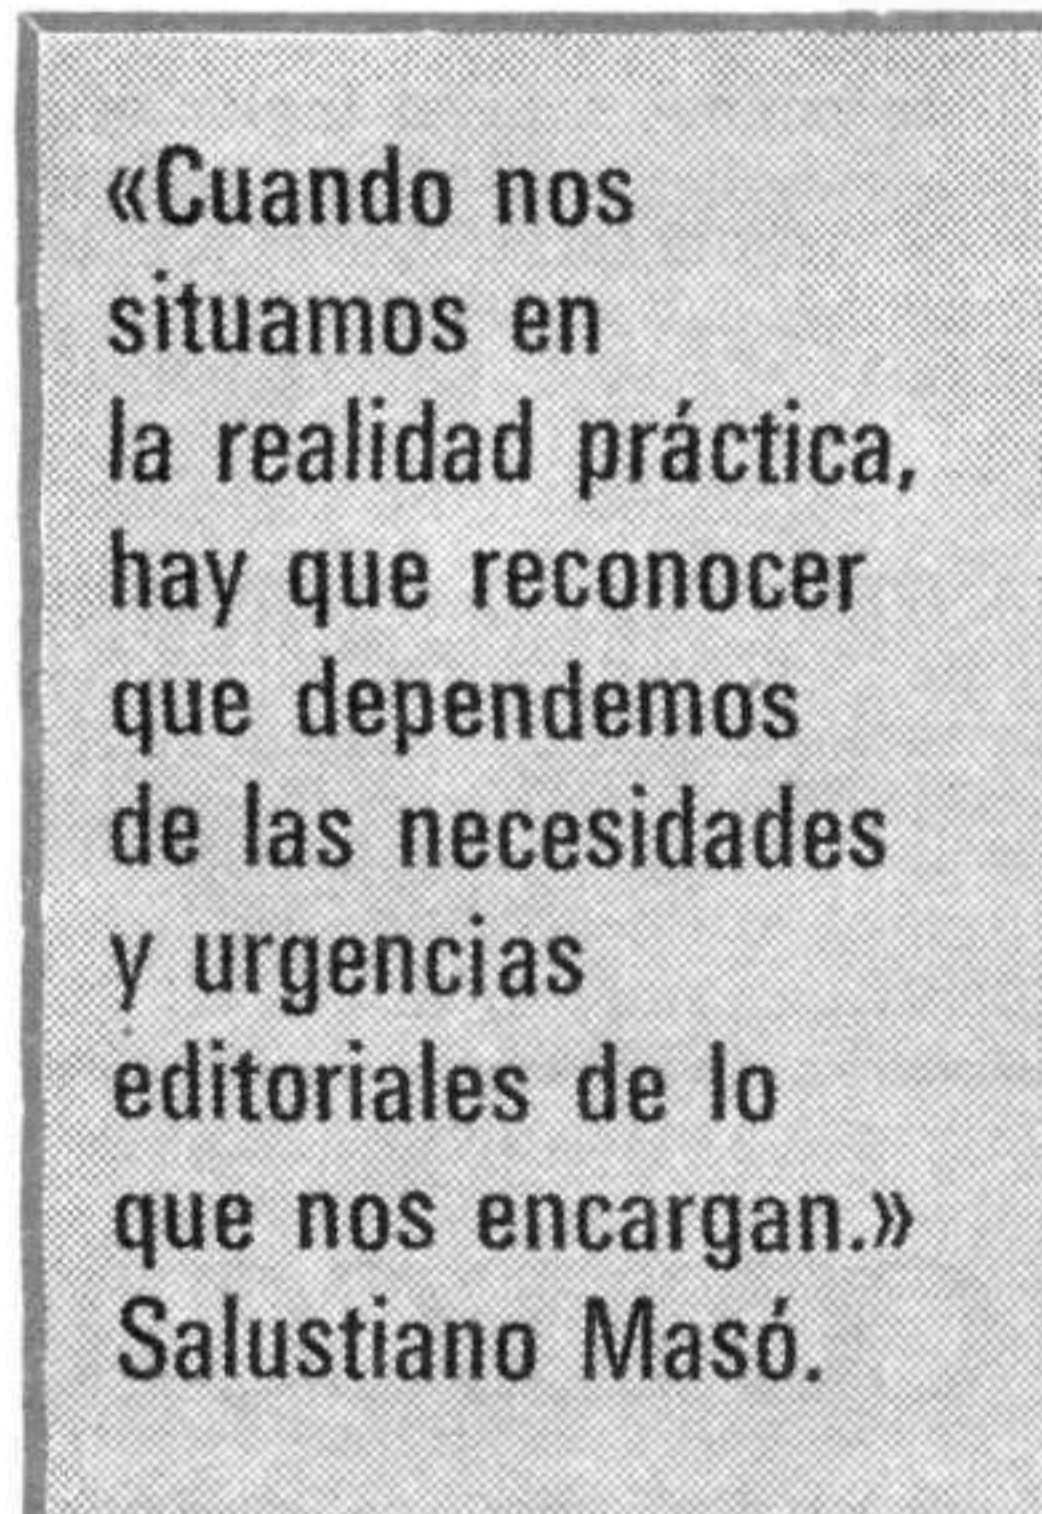 «Cuando nos
situamos en
la realidad práctica,
hay que reconocer
que dependemos
de las necesidades
y urgencias
editoriales de lo
que nos encargan.»
Salustiano Masó.